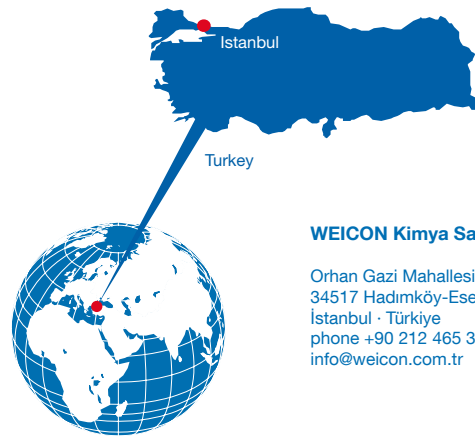 Istanbul
Turkey
WEICON Kimya Sa
Orhan Gazi Mahallesi
34517 Hadımköy-Ese
İstanbul · Türkiye
phone +90 212 465 3
info@weicon.com.tr